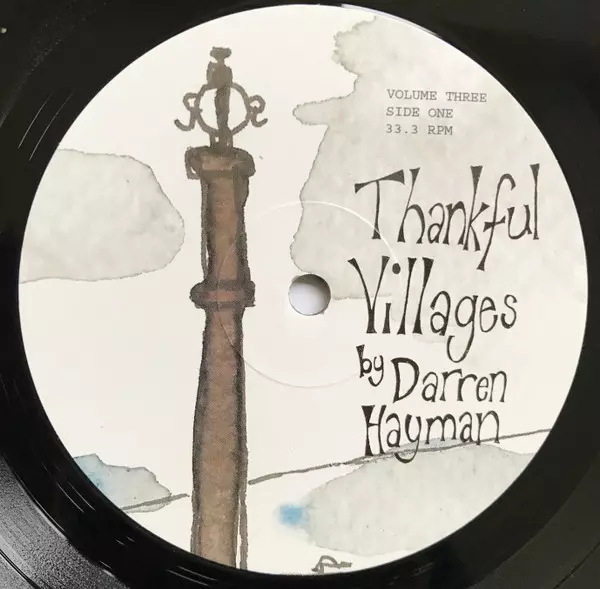 VOLUME THREE
SIDE ONE
33.3 RPM
Thankful
Villages
by Darren
Hayman